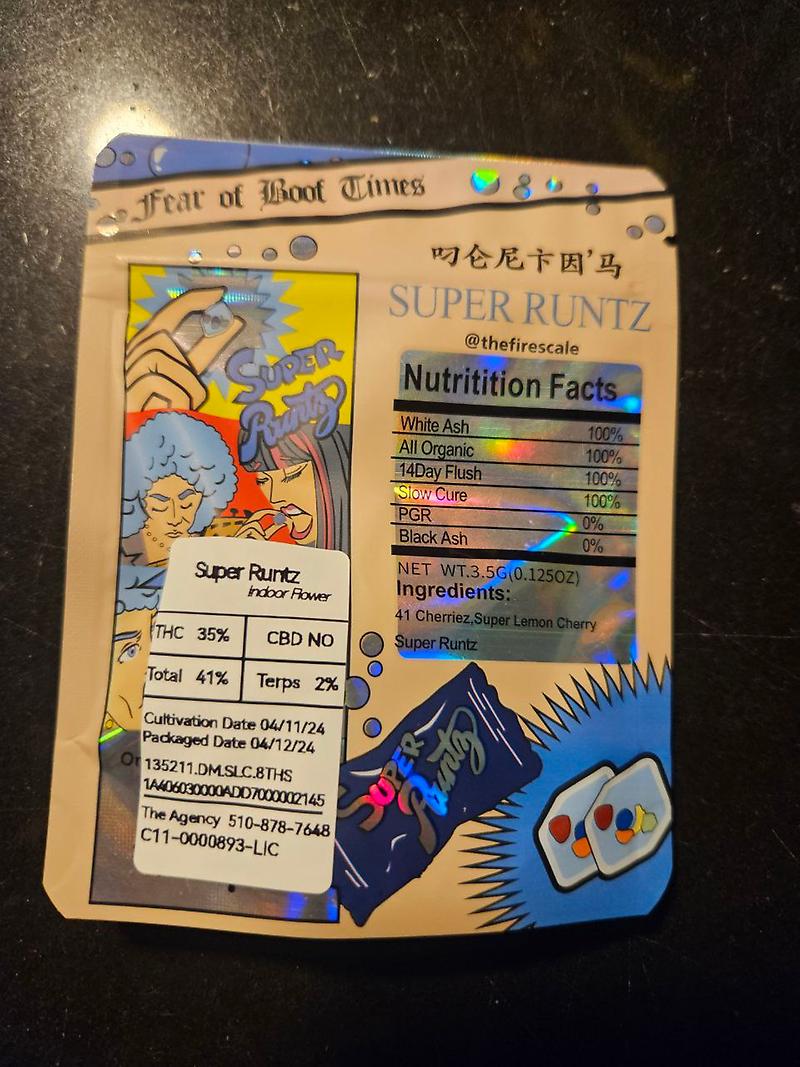 Fear of Boof Times
叼仑尼卞因'马
SUPER RUNTZ
@thefirescale
Super
Runtz
Nutritition Facts
White Ash 100%
All Organic 100%
14Day Flush 100%
Slow Cure 100%
PGR 0%
Black Ash 0%
NET WT.3.5G(0.125OZ)
Ingredients:
41 Cherriez,Super Lemon Cherry
Super Runtz
Super Runtz
Indoor Flower
THC 35% CBD NO
Total 41% Terps 2%
Cultivation Date 04/11/24
Packaged Date 04/12/24
135211.DM.SLC.8THS
1A406030000ADD7000002145
The Agency 510-878-7648
C11-0000893-LIC
SUPER
Runtz